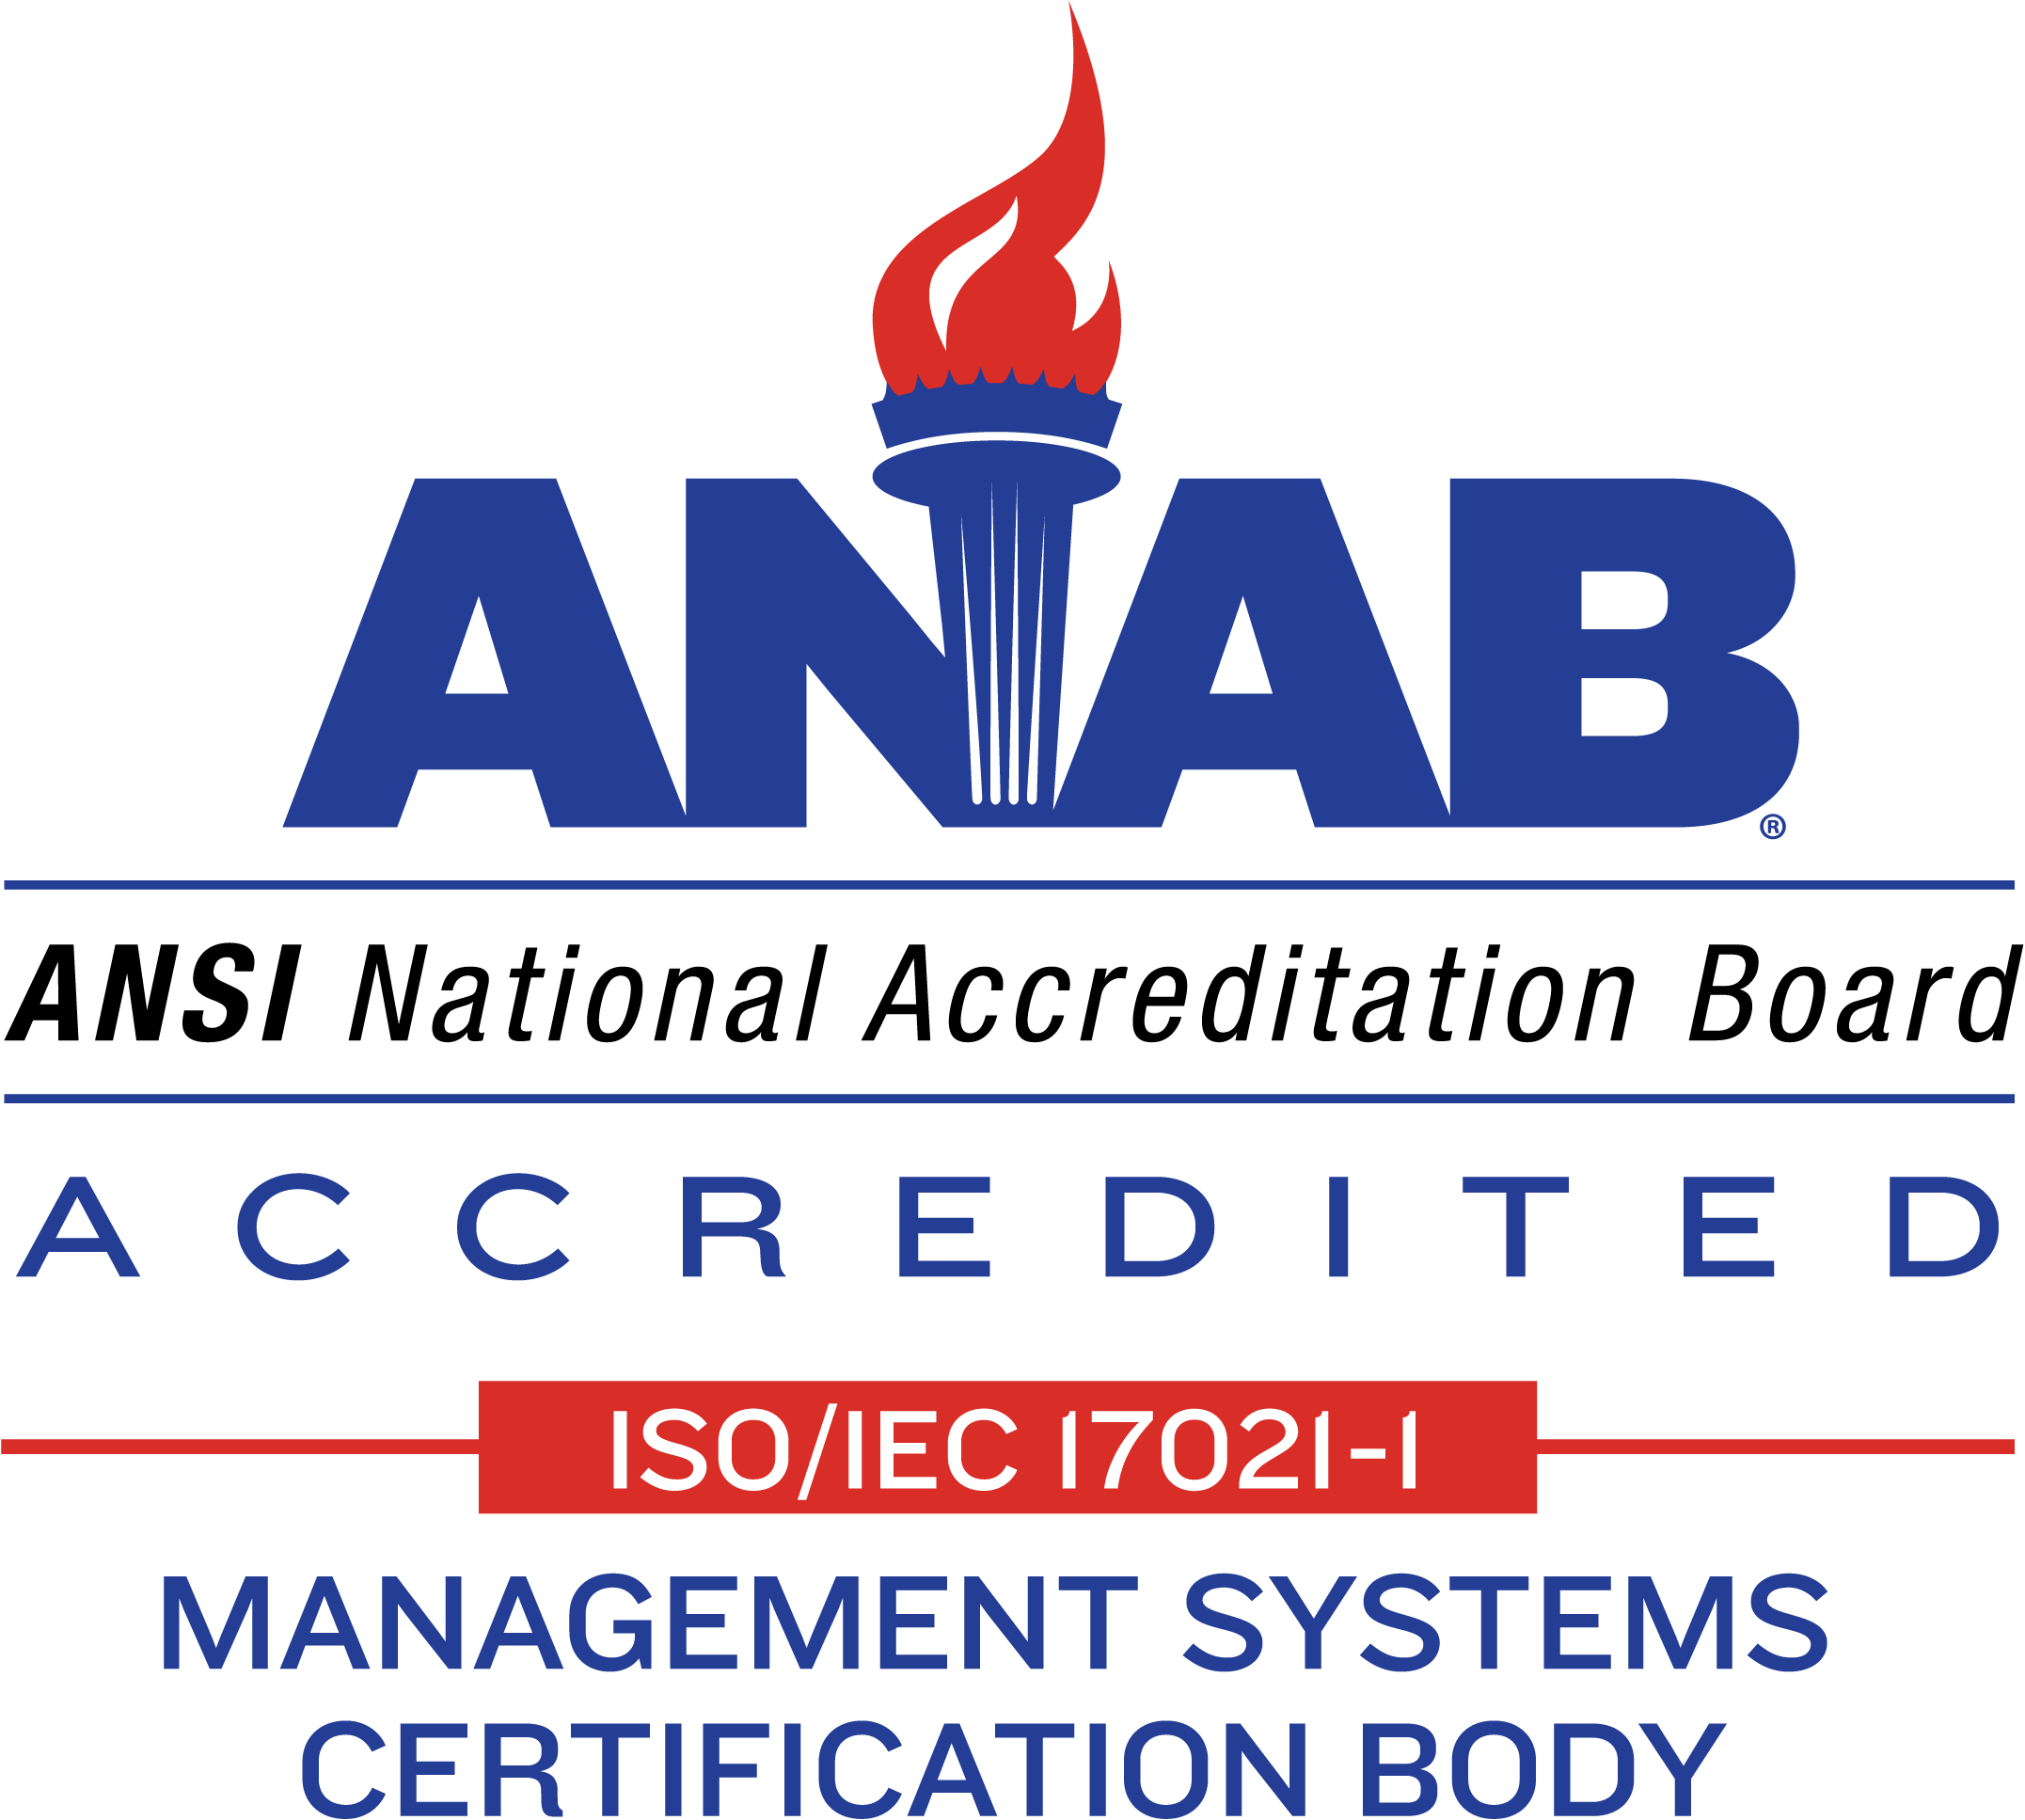 ANAB®
ANSI National Accreditation Board
ACCREDITED
ISO/IEC 17021-1
MANAGEMENT SYSTEMS
CERTIFICATION BODY